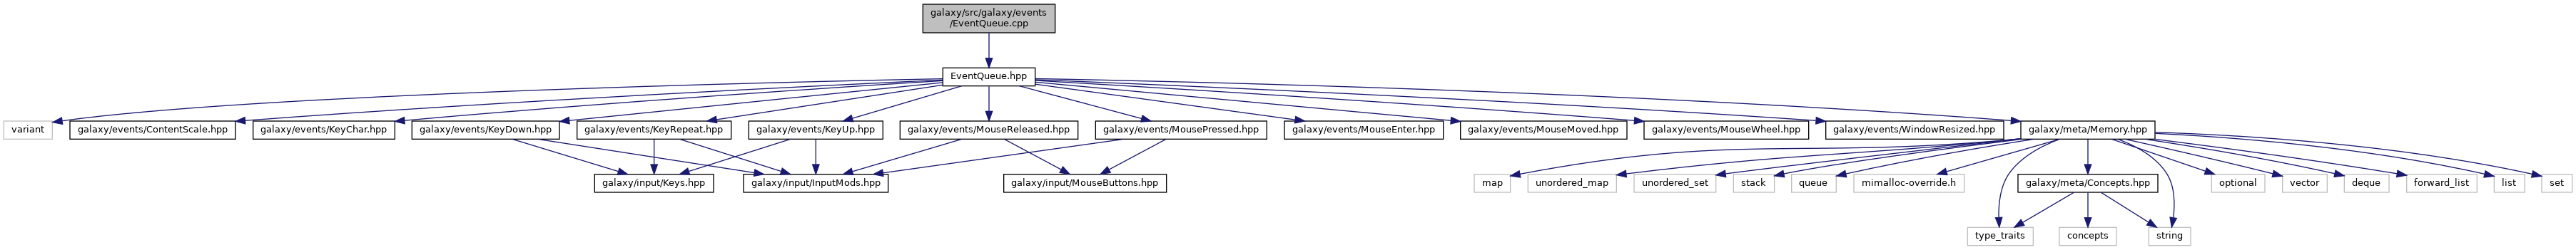 galaxy/src/galaxy/events
/EventQueue.cpp
EventQueue.hpp
variant
galaxy/events/ContentScale.hpp
galaxy/events/KeyChar.hpp
galaxy/events/KeyDown.hpp
galaxy/events/KeyRepeat.hpp
galaxy/events/KeyUp.hpp
galaxy/events/MouseReleased.hpp
galaxy/events/MousePressed.hpp
galaxy/events/MouseEnter.hpp
galaxy/events/MouseMoved.hpp
galaxy/events/MouseWheel.hpp
galaxy/events/WindowResized.hpp
galaxy/meta/Memory.hpp
galaxy/input/Keys.hpp
galaxy/input/InputMods.hpp
galaxy/input/MouseButtons.hpp
map
unordered_map
unordered_set
stack
queue
mimalloc-override.h
galaxy/meta/Concepts.hpp
optional
vector
deque
forward_list
list
set
type_traits
concepts
string